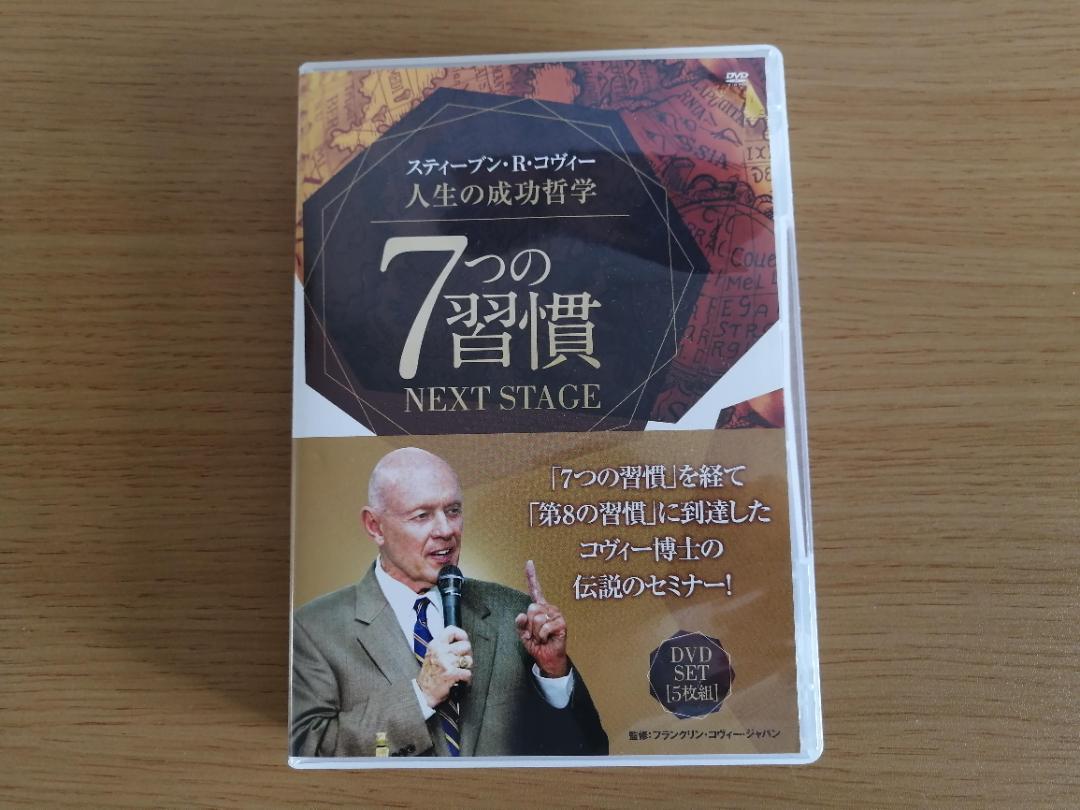 DVD
スティーブン・R・コヴィー
人生の成功哲学
7つの
習慣
NEXT STAGE
「7つの習慣」を経て
「第8の習慣」に到達した
コヴィー博士の
伝説のセミナー!
DVD
SET
[5枚組]
監修:フランクリン・コヴィー・ジャパン